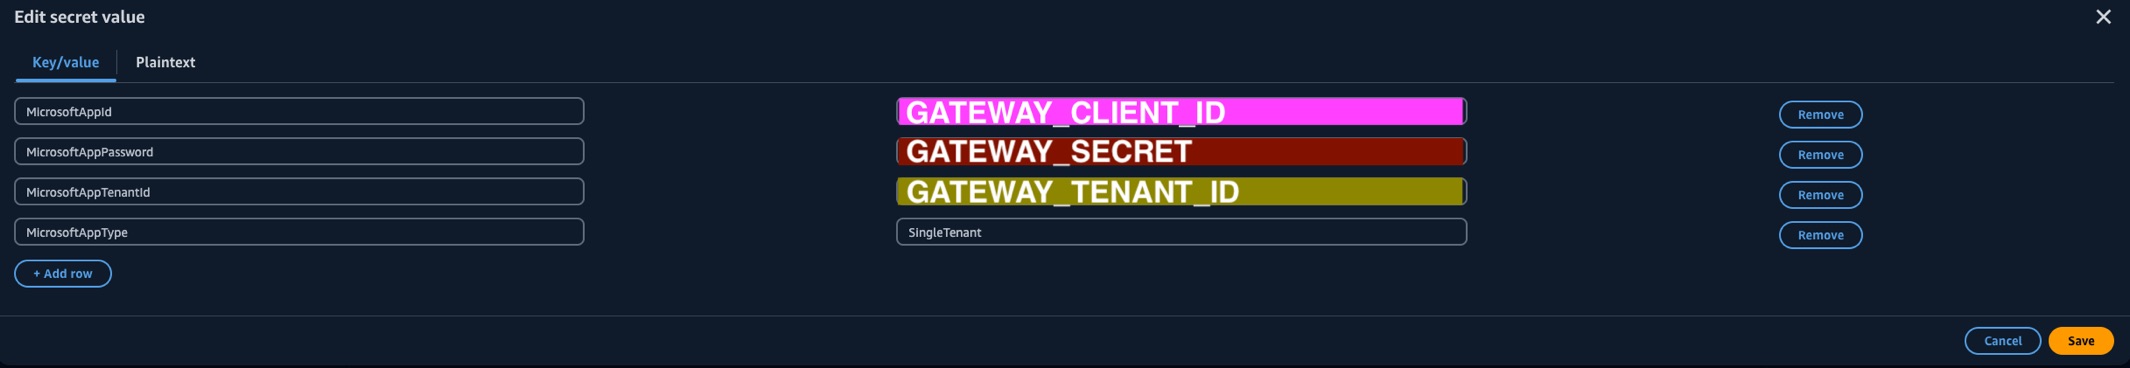 Edit secret value
Key/value Plaintext
MicrosoftAppId GATEWAY_CLIENT_ID Remove
MicrosoftAppPassword GATEWAY_SECRET Remove
MicrosoftAppTenantId GATEWAY_TENANT_ID Remove
MicrosoftAppType SingleTenant Remove
+ Add row
Cancel Save